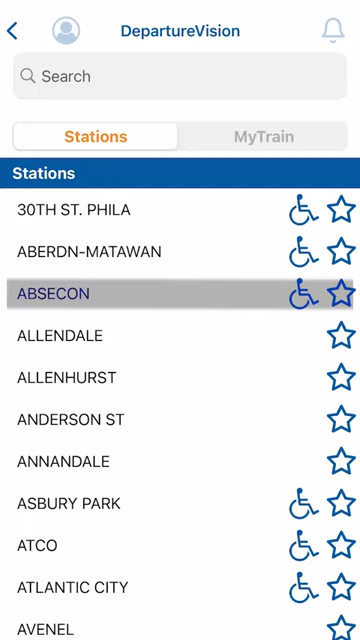 DepartureVision
Search
Stations
MyTrain
Stations
30TH ST. PHILA
ABERDN-MATAWAN
ABSECON
ALLENDALE
ALLENHURST
ANDERSON ST
ANNANDALE
ASBURY PARK
ATCO
ATLANTIC CITY
AVENEL